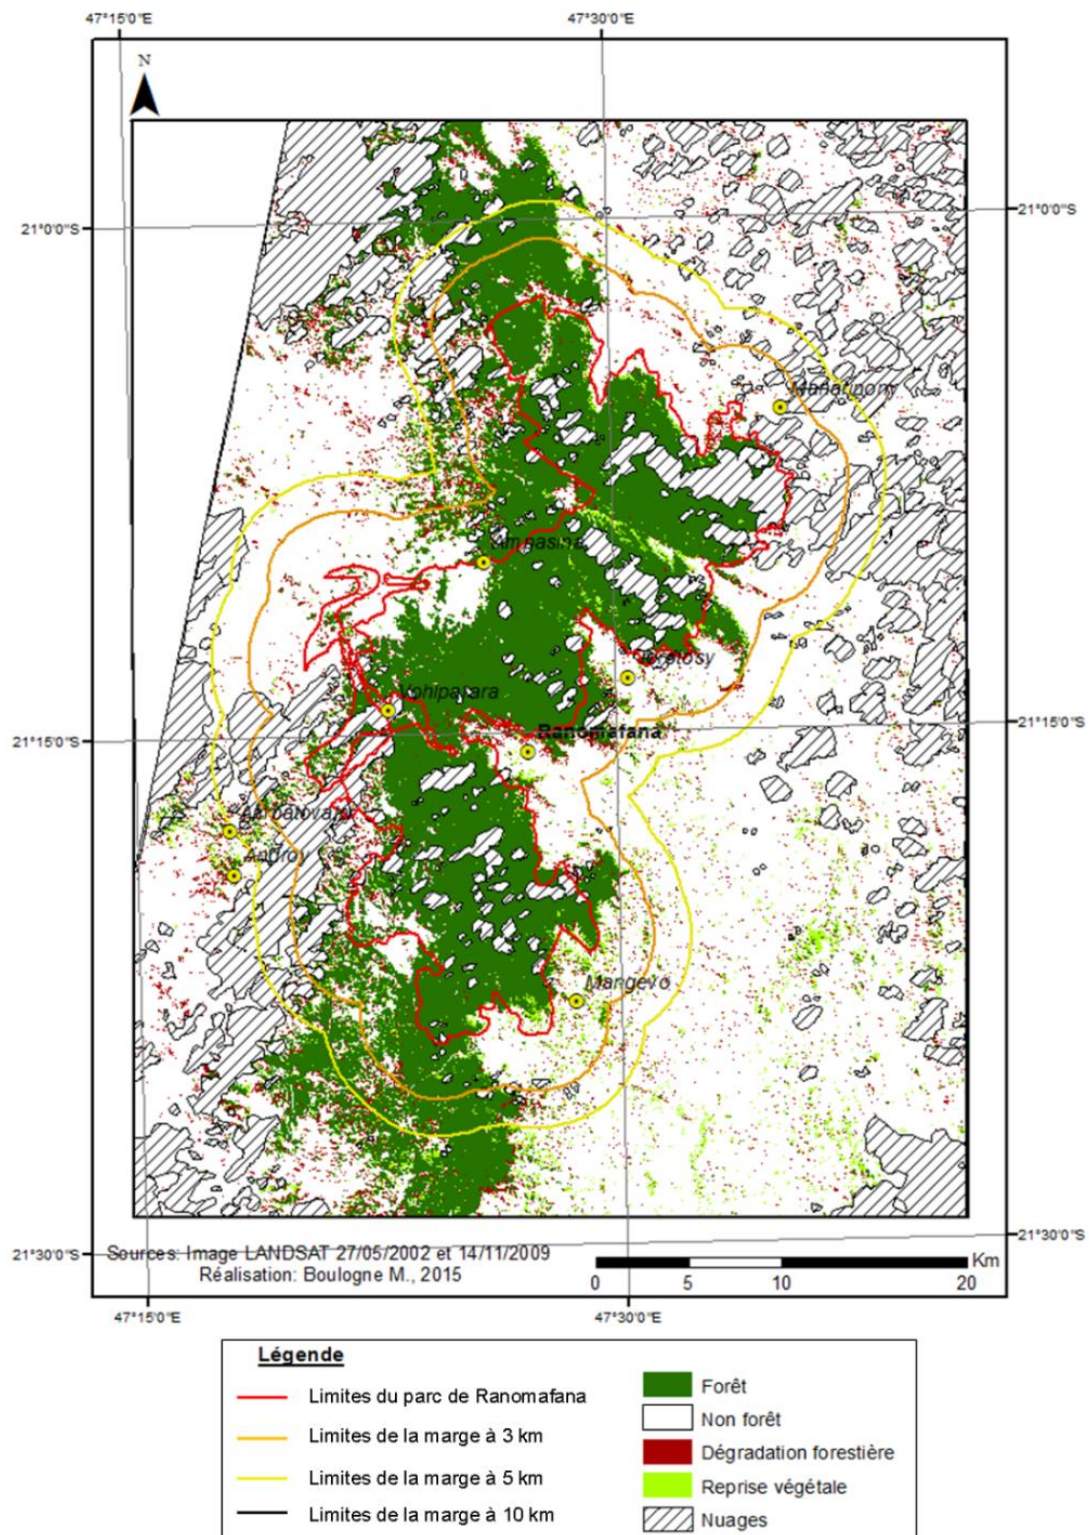 47°15'0"E 47°30'0"E
N
21°0'0"S 21°0'0"S
Ampasina
Vohiparara
Ranomafana
21°15'0"S 21°15'0"S
Androy
Mangevo
21°30'0"S 21°30'0"S
Sources: Image LANDSAT 27/05/2002 et 14/11/2009
Réalisation: Boulogne M., 2015
Km
0 5 10 20
47°15'0"E 47°30'0"E
Légende
Limites du parc de Ranomafana
Limites de la marge à 3 km
Limites de la marge à 5 km
Limites de la marge à 10 km
Forêt
Non forêt
Dégradation forestière
Reprise végétale
Nuages